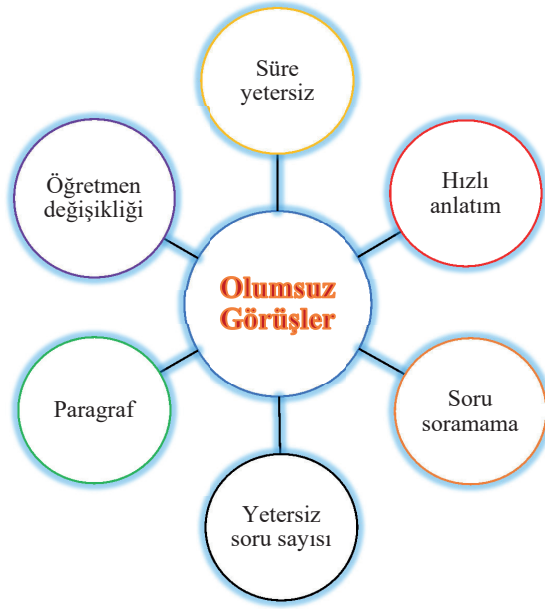 Süre
yetersiz
Öğretmen
değişikliği
Hızlı
anlatım
Olumsuz
Görüşler
Paragraf
Soru
soramama
Yetersiz
soru sayısı